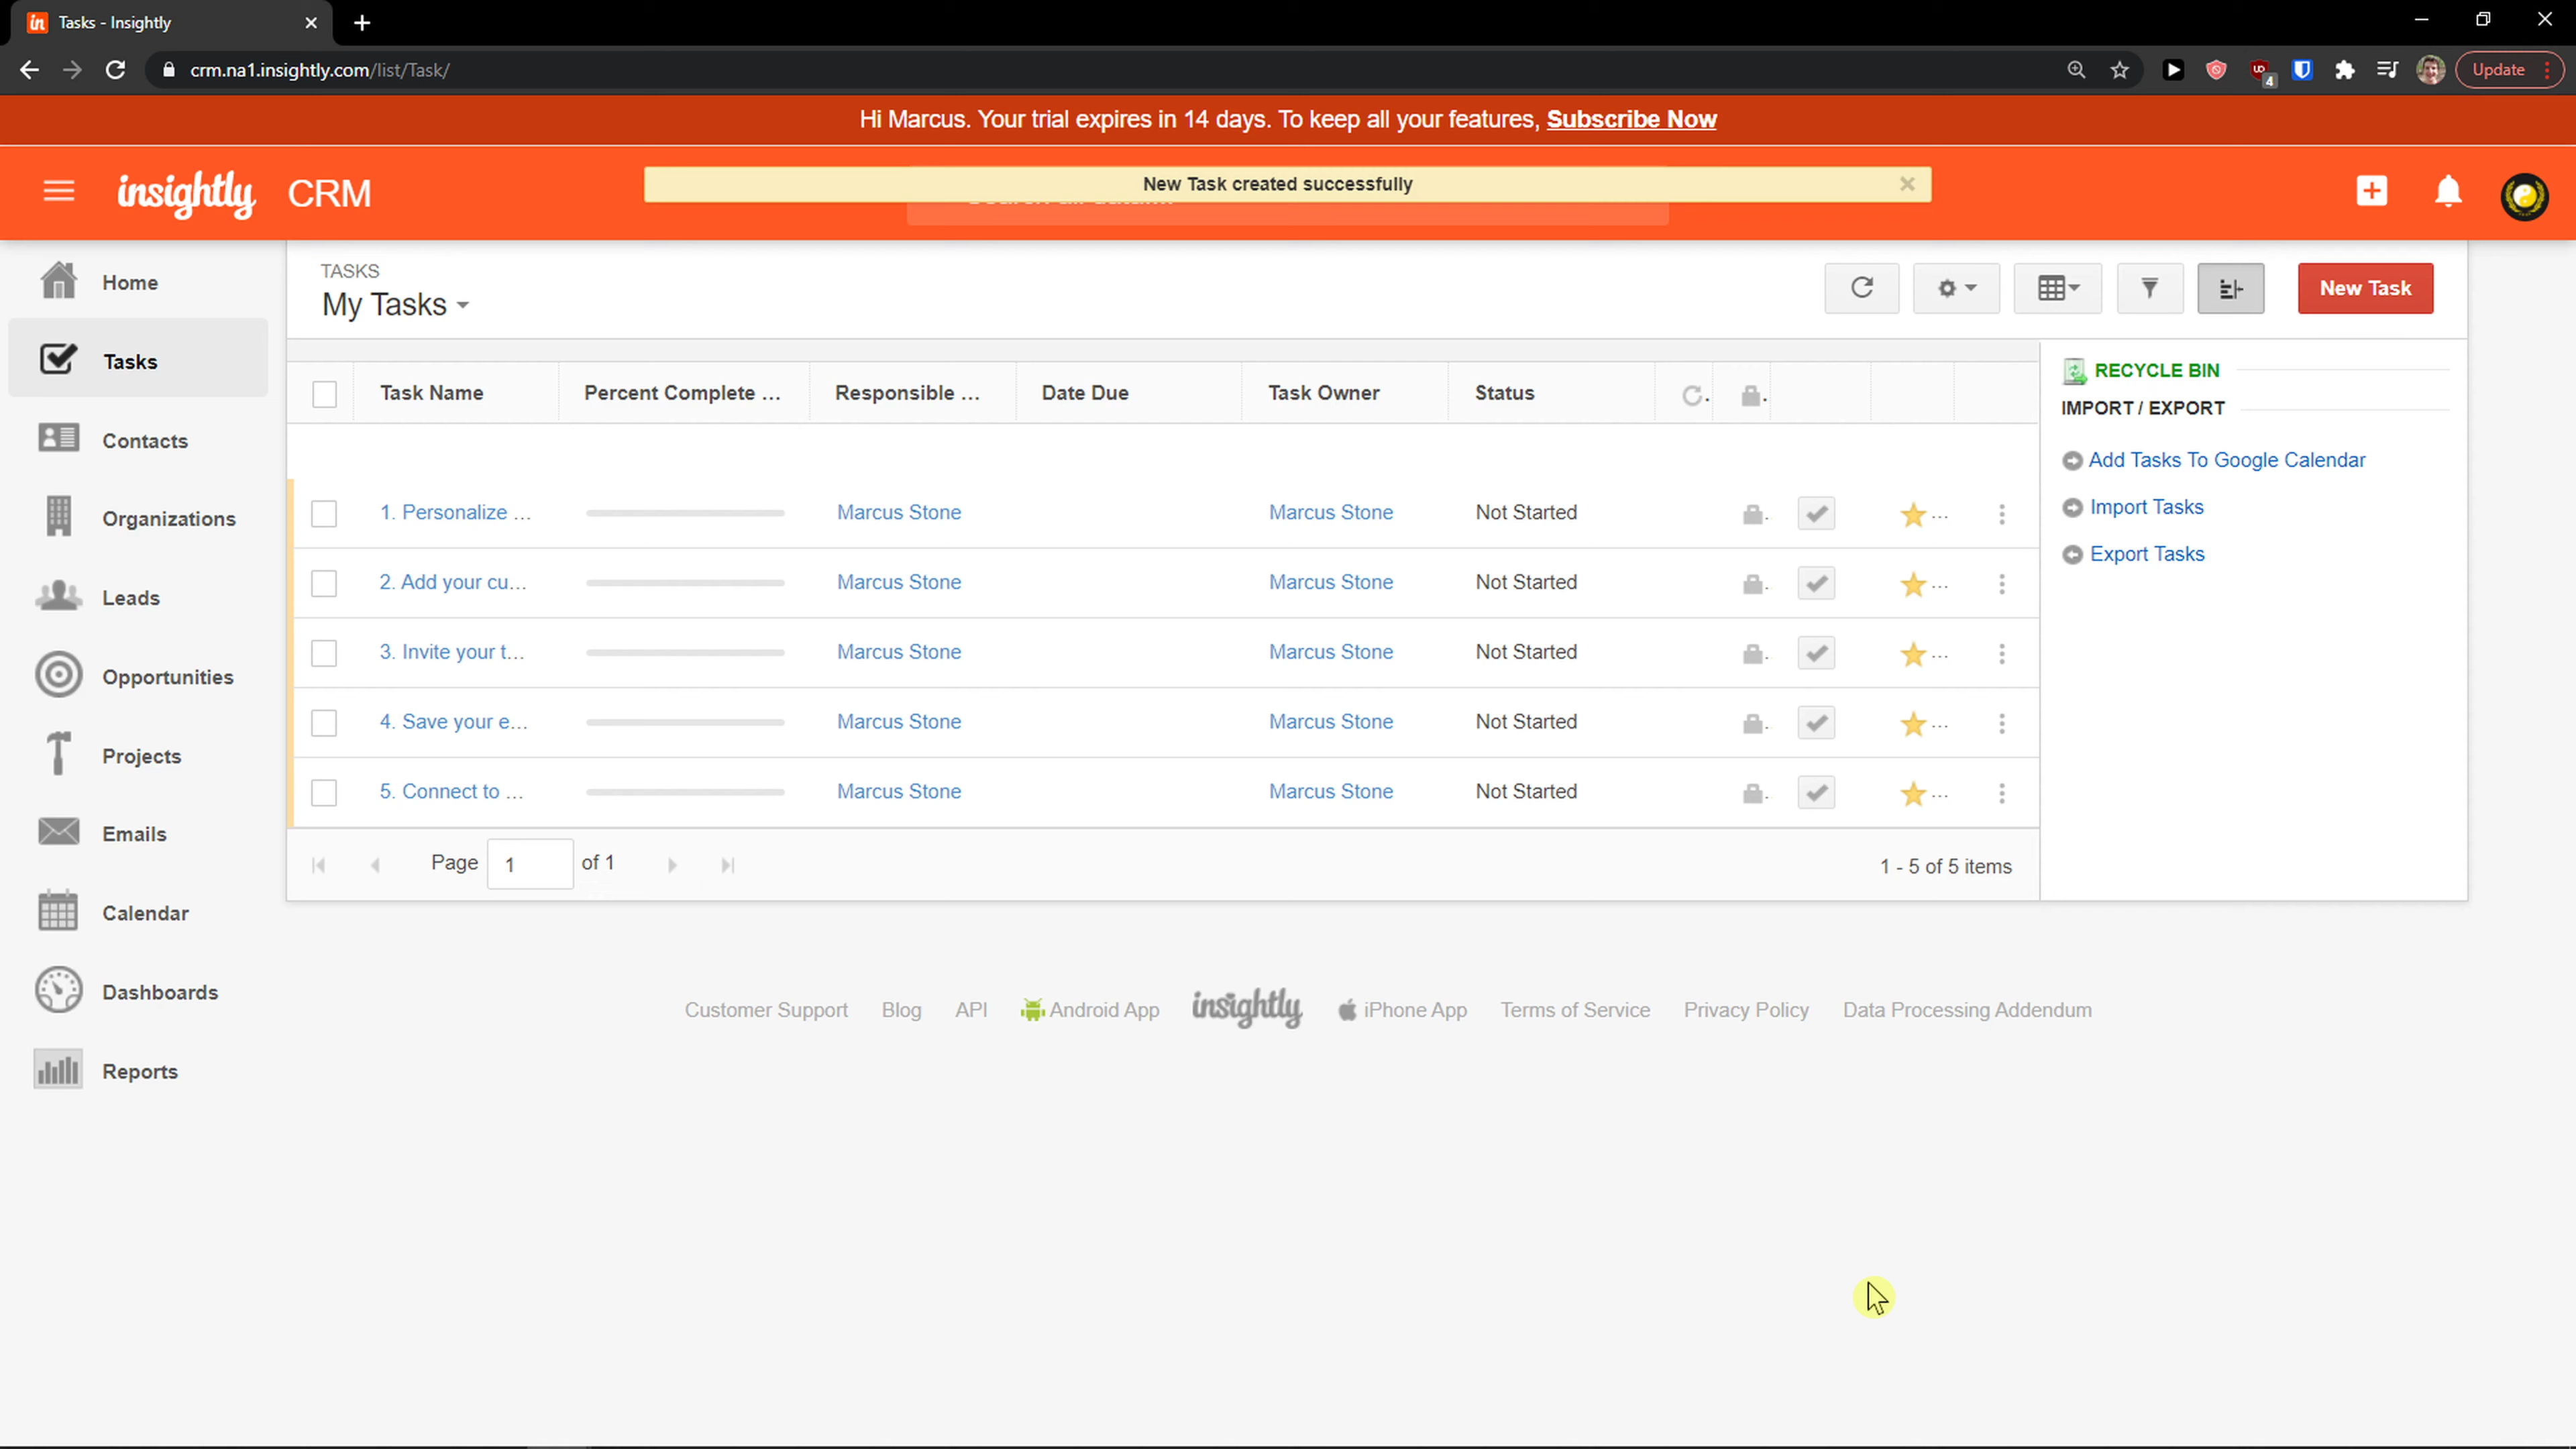 Tasks - Insightly
crm.na1.insightly.com/list/Task/
4
Update
Hi Marcus. Your trial expires in 14 days. To keep all your features, Subscribe Now
insightly CRM
New Task created successfully
Home
Tasks
Contacts
Organizations
Leads
Opportunities
Projects
Emails
Calendar
Dashboards
Reports
TASKS
My Tasks
New Task
Task Name Percent Complete ... Responsible ... Date Due Task Owner Status
1. Personalize ... Marcus Stone Marcus Stone Not Started ...
2. Add your cu... Marcus Stone Marcus Stone Not Started ...
3. Invite your t... Marcus Stone Marcus Stone Not Started ...
4. Save your e... Marcus Stone Marcus Stone Not Started ...
5. Connect to ... Marcus Stone Marcus Stone Not Started ...
Page 1 of 1
1 - 5 of 5 items
RECYCLE BIN
IMPORT / EXPORT
Add Tasks To Google Calendar
Import Tasks
Export Tasks
Customer Support Blog API Android App insightly iPhone App Terms of Service Privacy Policy Data Processing Addendum